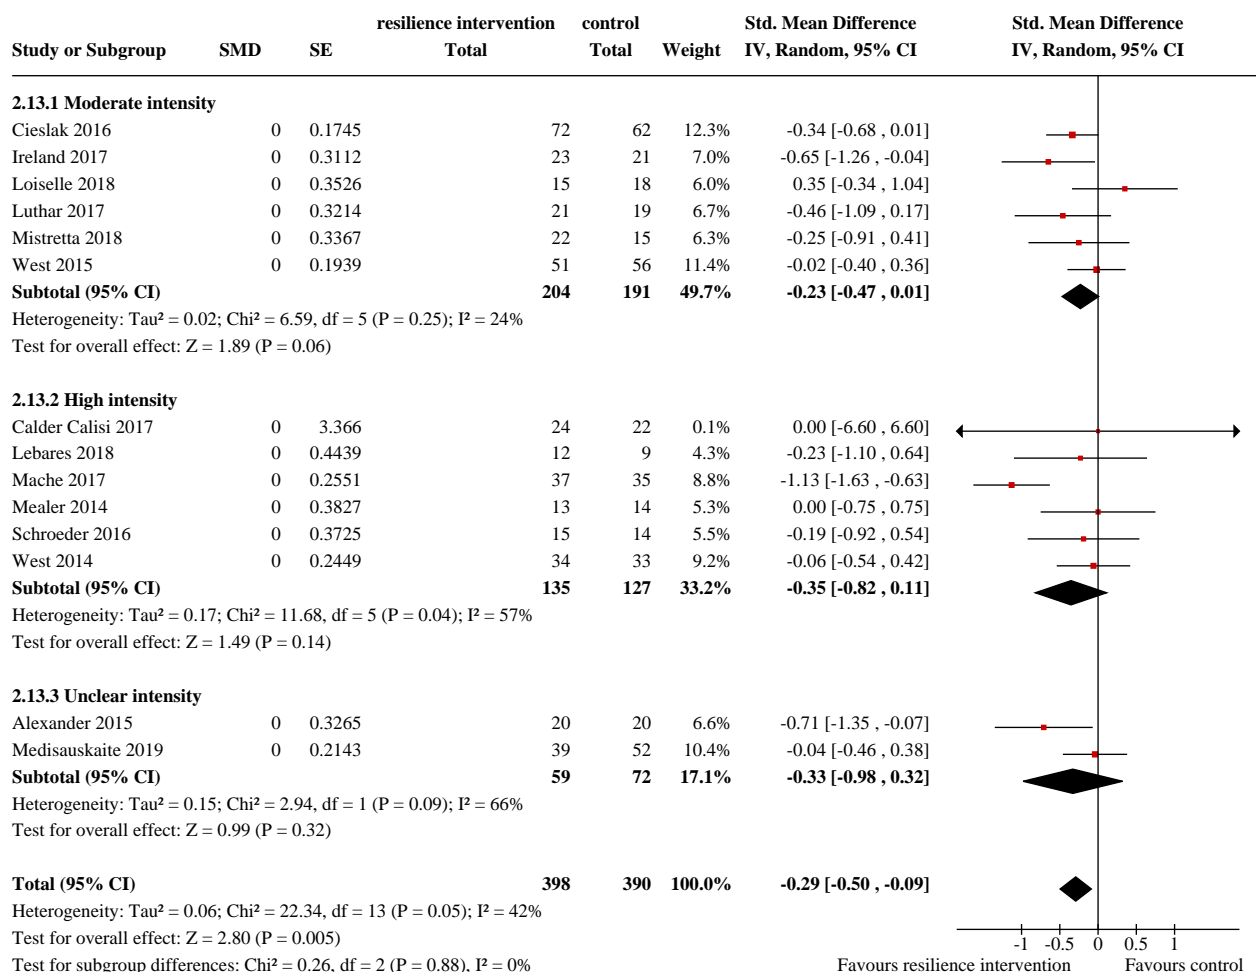 resilience intervention control Std. Mean Difference Std. Mean Difference
Study or Subgroup SMD SE Total Total Weight IV, Random, 95% CI IV, Random, 95% CI
2.13.1 Moderate intensity
Cieslak 2016 0 0.1745 72 62 12.3% -0.34 [-0.68 , 0.01]
Ireland 2017 0 0.3112 23 21 7.0% -0.65 [-1.26 , -0.04]
Loiselle 2018 0 0.3526 15 18 6.0% 0.35 [-0.34 , 1.04]
Luthar 2017 0 0.3214 21 19 6.7% -0.46 [-1.09 , 0.17]
Mistretta 2018 0 0.3367 22 15 6.3% -0.25 [-0.91 , 0.41]
West 2015 0 0.1939 51 56 11.4% -0.02 [-0.40 , 0.36]
Subtotal (95% CI) 204 191 49.7% -0.23 [-0.47 , 0.01]
Heterogeneity: Tau² = 0.02; Chi² = 6.59, df = 5 (P = 0.25); I² = 24%
Test for overall effect: Z = 1.89 (P = 0.06)
2.13.2 High intensity
Calder Calisi 2017 0 3.366 24 22 0.1% 0.00 [-6.60 , 6.60]
Lebares 2018 0 0.4439 12 9 4.3% -0.23 [-1.10 , 0.64]
Mache 2017 0 0.2551 37 35 8.8% -1.13 [-1.63 , -0.63]
Mealer 2014 0 0.3827 13 14 5.3% 0.00 [-0.75 , 0.75]
Schroeder 2016 0 0.3725 15 14 5.5% -0.19 [-0.92 , 0.54]
West 2014 0 0.2449 34 33 9.2% -0.06 [-0.54 , 0.42]
Subtotal (95% CI) 135 127 33.2% -0.35 [-0.82 , 0.11]
Heterogeneity: Tau² = 0.17; Chi² = 11.68, df = 5 (P = 0.04); I² = 57%
Test for overall effect: Z = 1.49 (P = 0.14)
2.13.3 Unclear intensity
Alexander 2015 0 0.3265 20 20 6.6% -0.71 [-1.35 , -0.07]
Medisauskaite 2019 0 0.2143 39 52 10.4% -0.04 [-0.46 , 0.38]
Subtotal (95% CI) 59 72 17.1% -0.33 [-0.98 , 0.32]
Heterogeneity: Tau² = 0.15; Chi² = 2.94, df = 1 (P = 0.09); I² = 66%
Test for overall effect: Z = 0.99 (P = 0.32)
Total (95% CI) 398 390 100.0% -0.29 [-0.50 , -0.09]
Heterogeneity: Tau² = 0.06; Chi² = 22.34, df = 13 (P = 0.05); I² = 42%
Test for overall effect: Z = 2.80 (P = 0.005)
-1 -0.5 0 0.5 1
Test for subgroup differences: Chi² = 0.26, df = 2 (P = 0.88), I² = 0% Favours resilience intervention Favours control